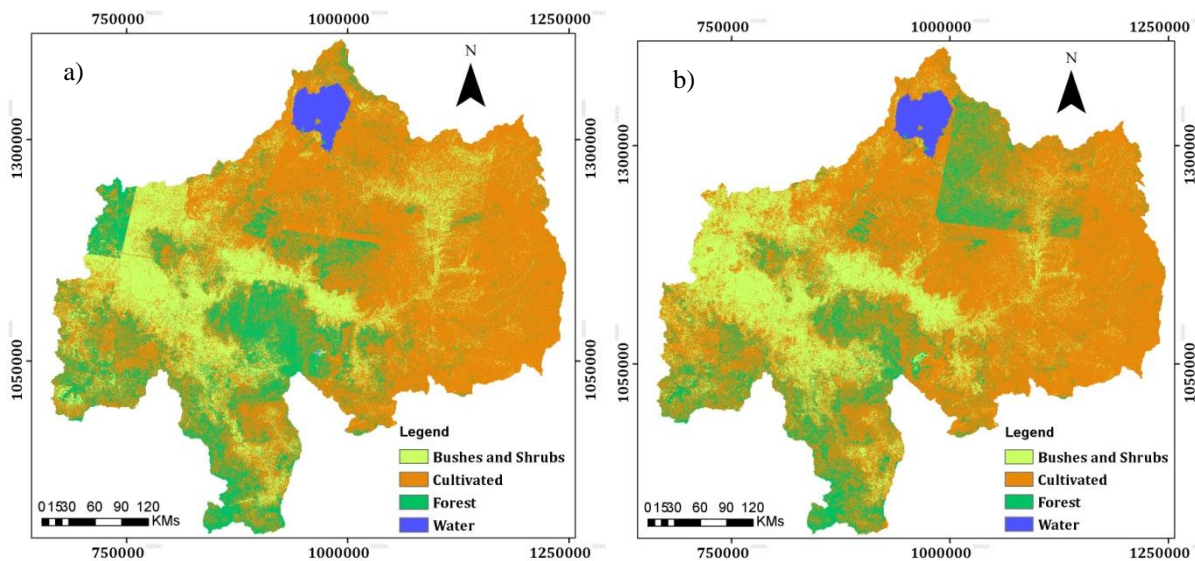 750000 1000000 1250000
a)
N
1300000 1300000
1050000 1050000
Legend
Bushes and Shrubs
Cultivated
Forest
Water
0 15 30 60 90 120
KMs
750000 1000000 1250000
750000 1000000 1250000
b)
N
1300000 1300000
1050000 1050000
Legend
Bushes and Shrubs
Cultivated
Forest
Water
0 15 30 60 90 120
KMs
750000 1000000 1250000